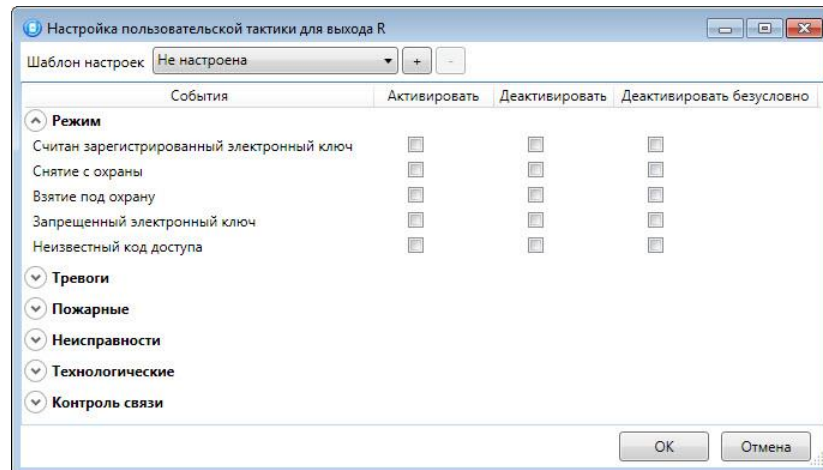 Настройка пользовательской тактики для выхода R
Шаблон настроек Не настроена + -
События Активировать Деактивировать Деактивировать безусловно
Режим
Считан зарегистрированный электронный ключ
Снятие с охраны
Взятие под охрану
Запрещенный электронный ключ
Неизвестный код доступа
Тревоги
Пожарные
Неисправности
Технологические
Контроль связи
ОК Отмена